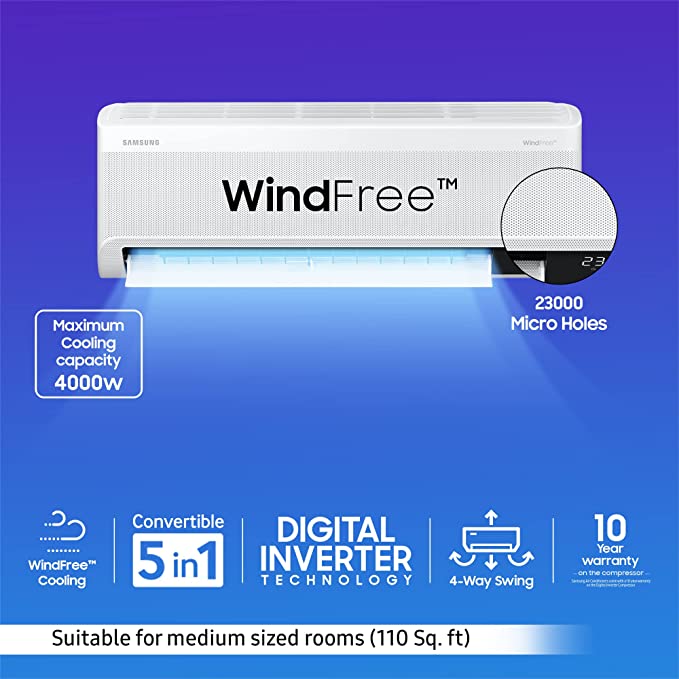 SAMSUNG
WindFree™
WindFree™
23
23000
Micro Holes
Maximum
Cooling
capacity
4000w
WindFree™
Cooling
Convertible
5 in 1
DIGITAL
INVERTER
TECHNOLOGY
4-Way Swing
10
Year
warranty
on the compressor
Suitable for medium sized rooms (110 Sq. ft)